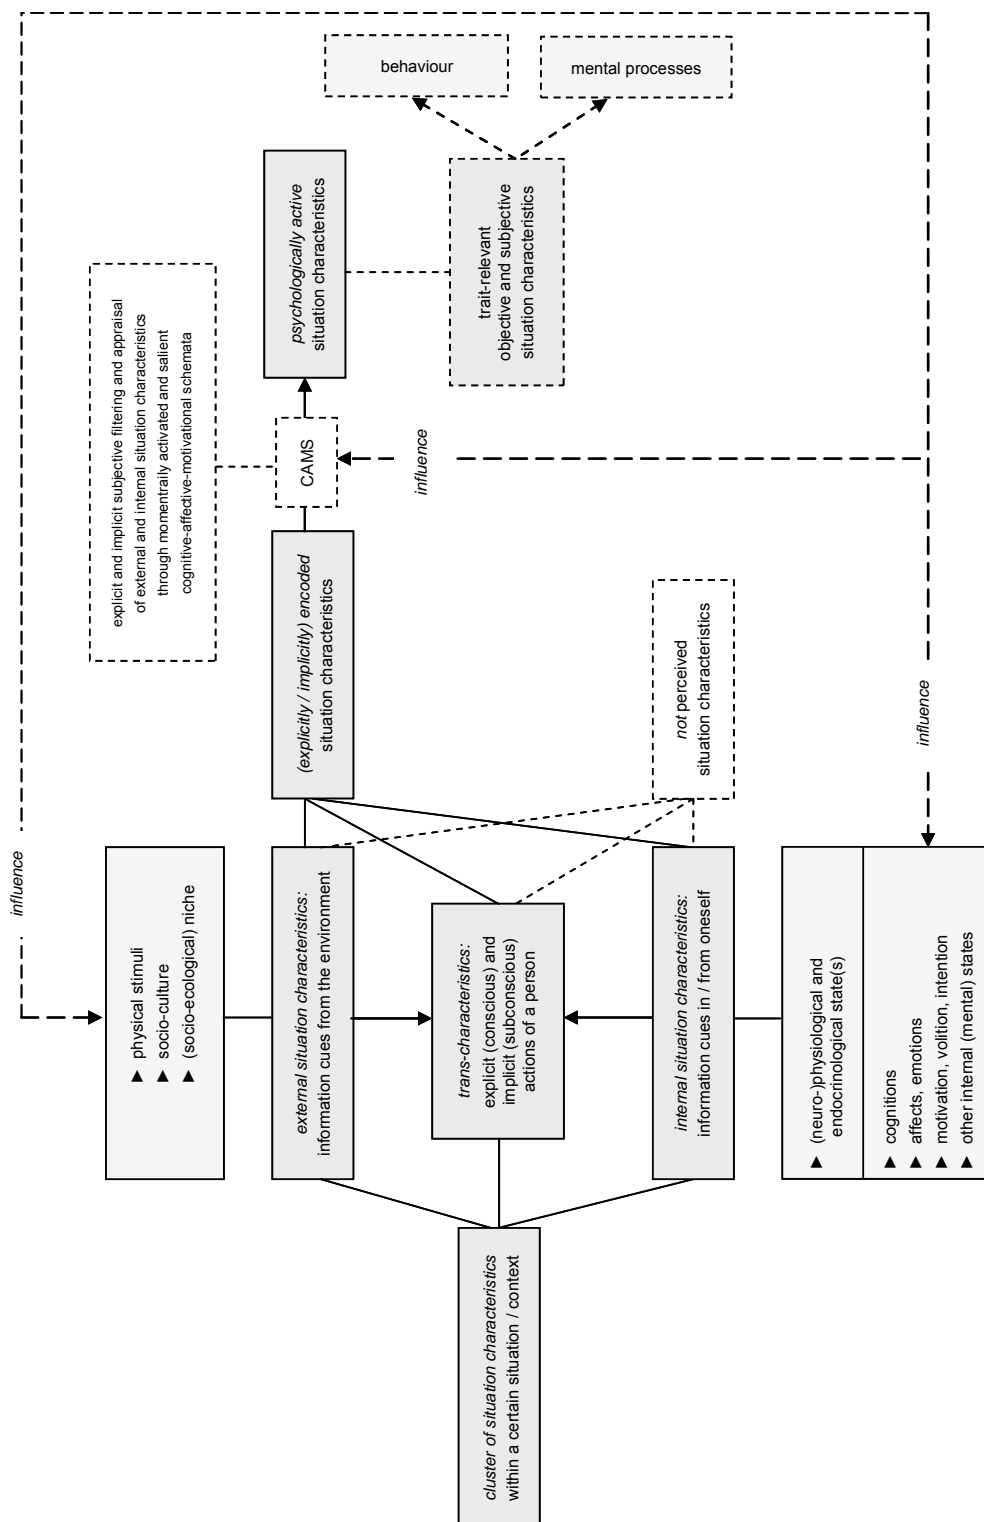 cluster of situation characteristics
within a certain situation / context
▶ physical stimuli
▶ socio-culture
▶ (socio-ecological) niche
external situation characteristics:
information cues from the environment
trans-characteristics:
explicit (conscious) and
implicit (subconscious)
actions of a person
internal situation characteristics:
information cues in / from oneself
▶ (neuro-)physiological and
endocrinological state(s)
▶ cognitions
▶ affects, emotions
▶ motivation, volition, intention
▶ other internal (mental) states
influence
(explicitly / implicitly) encoded
situation characteristics
not perceived
situation characteristics
influence
explicit and implicit subjective filtering and appraisal
of external and internal situation characteristics
through momentraily activated and salient
cognitive-affective-motivational schemata
CAMS
influence
psychologically active
situation characteristics
trait-relevant
objective and subjective
situation characteristics
behaviour
mental processes